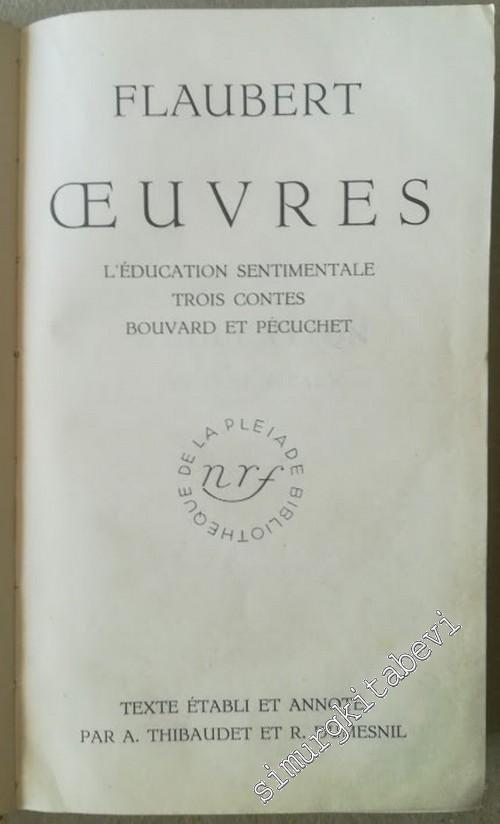 FLAUBERT
ŒUVRES
L'ÉDUCATION SENTIMENTALE
TROIS CONTES
BOUVARD ET PÉCUCHET
BIBLIOTHÈQUE DE LA PLEIADE
nrf
TEXTE ÉTABLI ET ANNOTÉ
PAR A. THIBAUDET ET R. DUMESNIL
simurgkitabevi